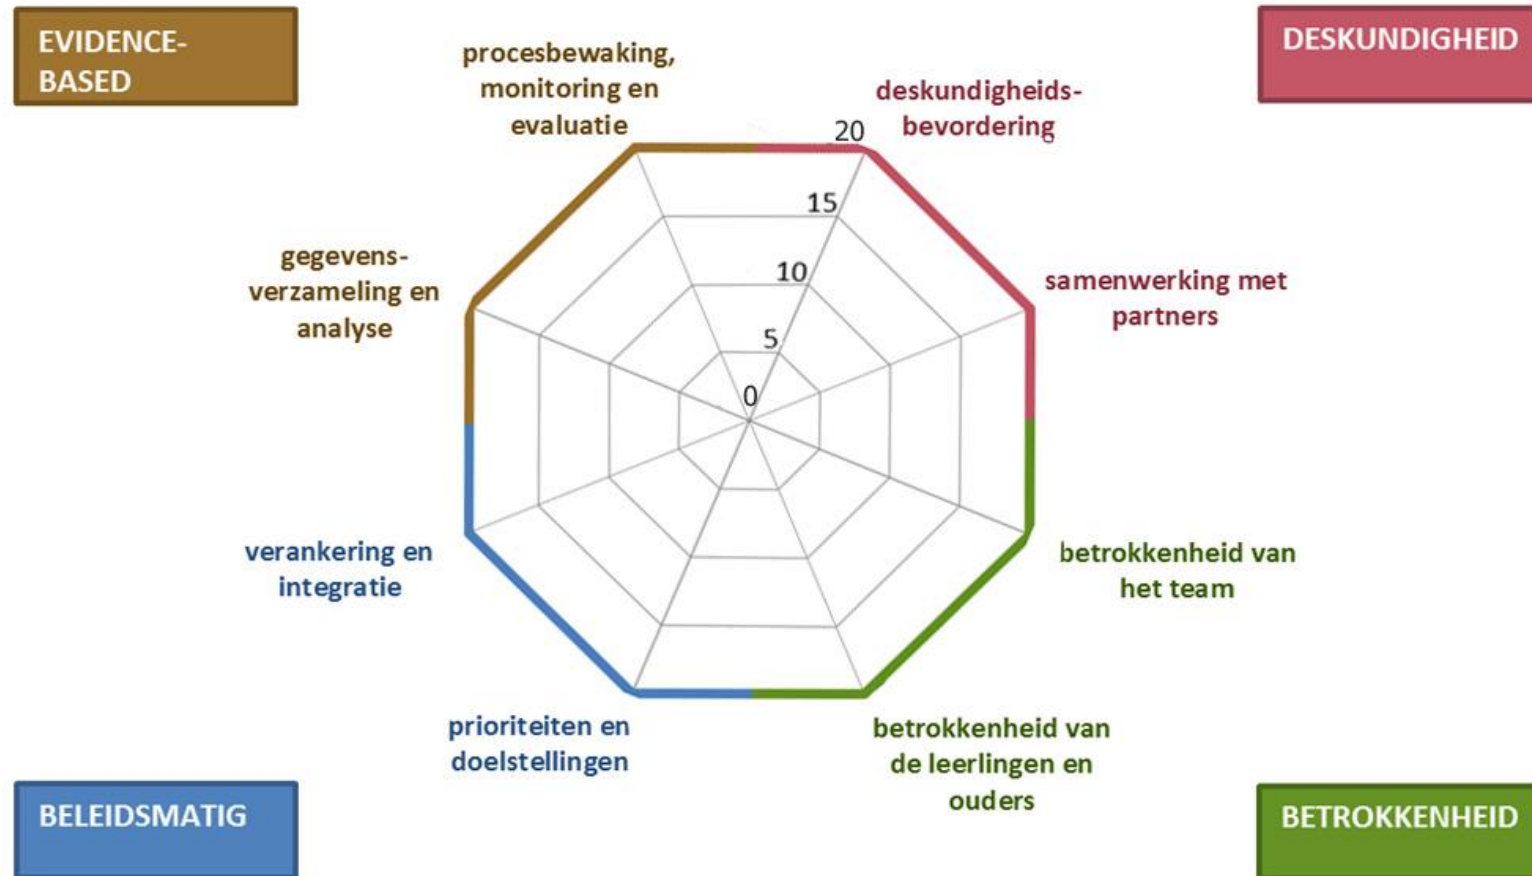 EVIDENCE-
BASED
DESKUNDIGHEID
procesbewaking,
monitoring en
evaluatie
deskundigheids-
bevordering
20
15
10
5
0
gegevens-
verzameling en
analyse
samenwerking met
partners
verankering en
integratie
betrokkenheid van
het team
prioriteiten en
doelstellingen
betrokkenheid van
de leerlingen en
ouders
BELEIDSMATIG
BETROKKENHEID